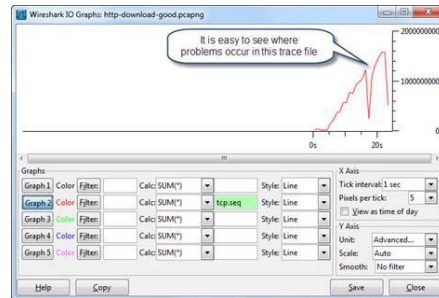 Wireshark IO Graphs: http-download-good.pcapng
It is easy to see where
problems occur in this trace file
2000000000
1000000000
0s 20s 0
Graphs
Graph 1 Color Filter: Calc: SUM(*) Style: Line
Graph 2 Color Filter: Calc: SUM(*) tcp.seq Style: Line
Graph 3 Color Filter: Calc: SUM(*) Style: Line
Graph 4 Color Filter: Calc: SUM(*) Style: Line
Graph 5 Color Filter: Calc: SUM(*) Style: Line
X Axis
Tick interval: 1 sec
Pixels per tick: 5
View as time of day
Y Axis
Unit: Advanced...
Scale: Auto
Smooth: No filter
Help Copy Save Close